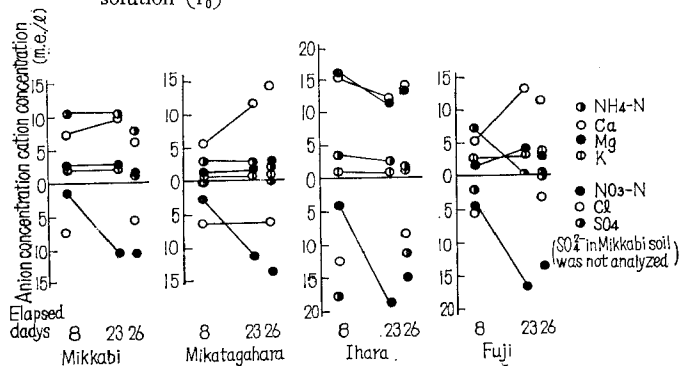 solution (T₀)
Anion concentration cation concentration
(m.e./ℓ)
15
10
5
0
5
10
15
15
10
5
0
5
10
15
20
15
10
5
0
5
10
15
20
15
10
5
0
5
10
15
20
NH4-N
Ca
Mg
K
NO3-N
Cl
SO4
(SO₄²⁻ in Mikkabi soil
was not analyzed)
Elapsed
dadys
8 23 26
8 23 26
8 23 26
8 23 26
Mikkabi
Mikatagahara
Ihara
Fuji